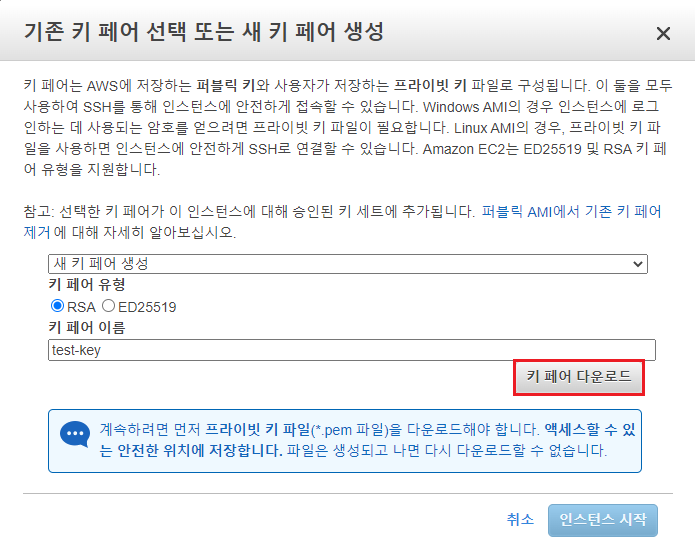 기존 키 페어 선택 또는 새 키 페어 생성
키 페어는 AWS에 저장하는 퍼블릭 키와 사용자가 저장하는 프라이빗 키 파일로 구성됩니다. 이 둘을 모두
사용하여 SSH를 통해 인스턴스에 안전하게 접속할 수 있습니다. Windows AMI의 경우 인스턴스에 로그
인하는 데 사용되는 암호를 얻으려면 프라이빗 키 파일이 필요합니다. Linux AMI의 경우, 프라이빗 키 파
일을 사용하면 인스턴스에 안전하게 SSH로 연결할 수 있습니다. Amazon EC2는 ED25519 및 RSA 키 페
어 유형을 지원합니다.
참고: 선택한 키 페어가 이 인스턴스에 대해 승인된 키 세트에 추가됩니다. 퍼블릭 AMI에서 기존 키 페어
제거 에 대해 자세히 알아보십시오.
새 키 페어 생성
키 페어 유형
RSA ED25519
키 페어 이름
test-key
키 페어 다운로드
계속하려면 먼저 프라이빗 키 파일(*.pem 파일)을 다운로드해야 합니다. 액세스할 수 있
는 안전한 위치에 저장합니다. 파일은 생성되고 나면 다시 다운로드할 수 없습니다.
취소 인스턴스 시작